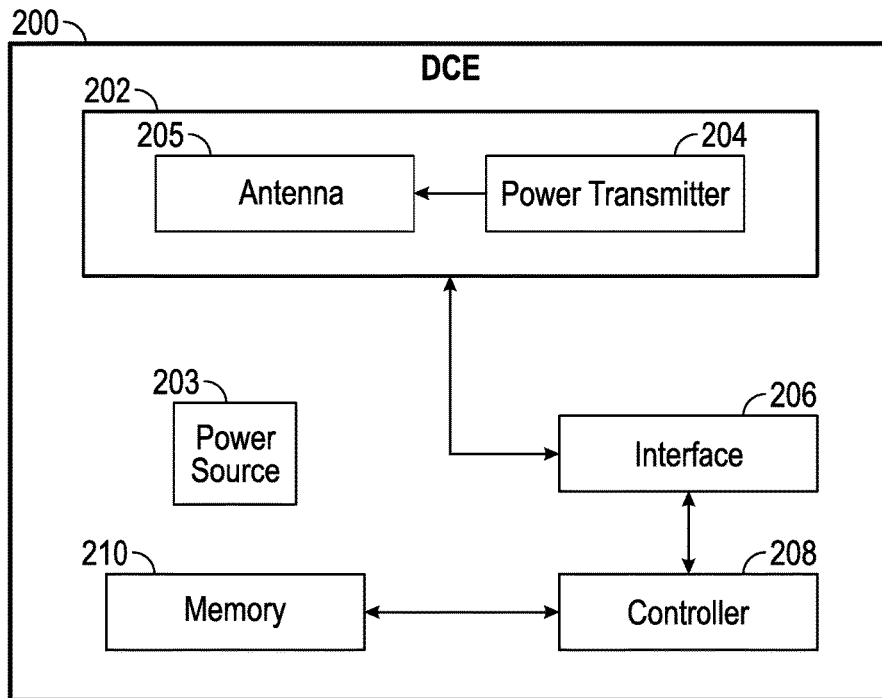 200
DCE
202
205
204
Antenna
Power Transmitter
203
206
Power
Source
Interface
210
208
Memory
Controller